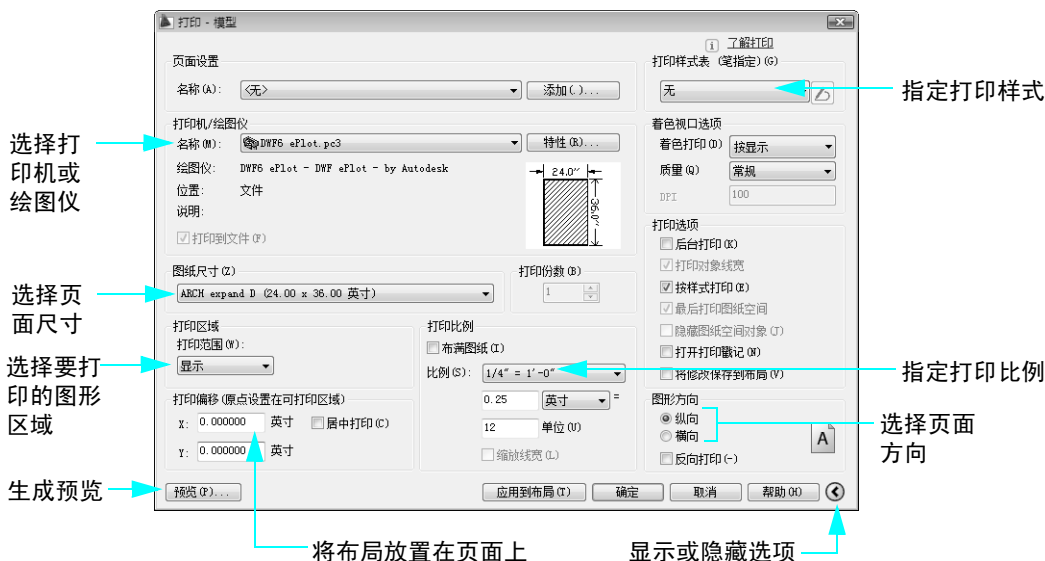 打印 - 模型
了解打印
页面设置
名称(A): <无> 添加(.)...
打印样式表 (笔指定)(G)
无
指定打印样式
打印机/绘图仪
名称(M): DWF6 ePlot.pc3 特性(R)...
绘图仪: DWF6 ePlot - DWF ePlot - by Autodesk
位置: 文件
说明:
打印到文件(F)
24.0″
36.0″
选择打
印机或
绘图仪
着色视口选项
着色打印(D) 按显示
质量(Q) 常规
DPI 100
图纸尺寸(Z)
ARCH expand D (24.00 x 36.00 英寸)
打印份数(B)
1
选择页
面尺寸
打印选项
后台打印(K)
打印对象线宽
按样式打印(E)
最后打印图纸空间
隐藏图纸空间对象(J)
打开打印戳记(N)
将修改保存到布局(V)
打印区域
打印范围(W):
显示
选择要打
印的图形
区域
打印比例
布满图纸(I)
比例(S): 1/4″ = 1′-0″
0.25 英寸 =
12 单位(U)
缩放线宽(L)
指定打印比例
打印偏移(原点设置在可打印区域)
X: 0.000000 英寸 居中打印(C)
Y: 0.000000 英寸
图形方向
纵向
横向
反向打印(-)
A
选择页面
方向
生成预览
预览(P)... 应用到布局(T) 确定 取消 帮助(H)
将布局放置在页面上
显示或隐藏选项